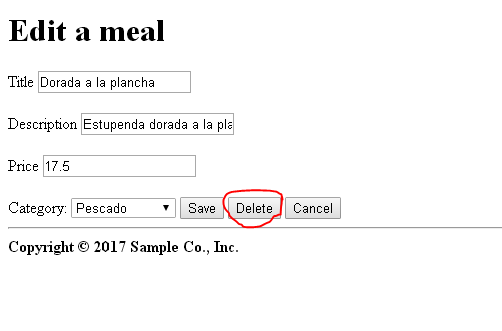 Edit a meal
Title Dorada a la plancha
Description Estupenda dorada a la pla
Price 17.5
Category: Pescado Save Delete Cancel
Copyright © 2017 Sample Co., Inc.